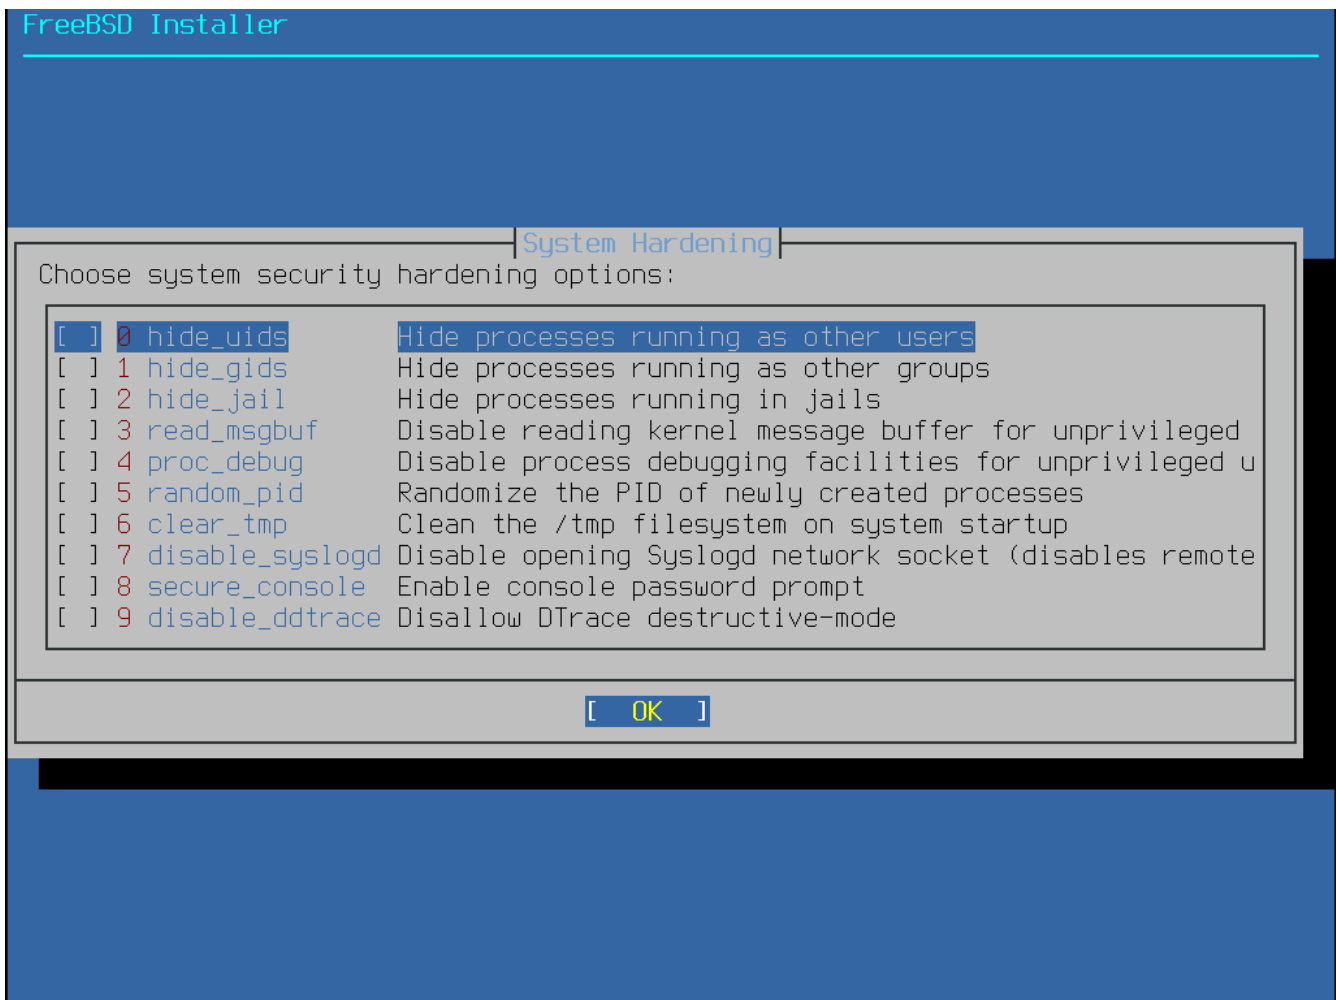 FreeBSD Installer
System Hardening
Choose system security hardening options:
[ ] 0 hide_uids Hide processes running as other users
[ ] 1 hide_gids Hide processes running as other groups
[ ] 2 hide_jail Hide processes running in jails
[ ] 3 read_msgbuf Disable reading kernel message buffer for unprivileged
[ ] 4 proc_debug Disable process debugging facilities for unprivileged u
[ ] 5 random_pid Randomize the PID of newly created processes
[ ] 6 clear_tmp Clean the /tmp filesystem on system startup
[ ] 7 disable_syslogd Disable opening Syslogd network socket (disables remote
[ ] 8 secure_console Enable console password prompt
[ ] 9 disable_ddtrace Disallow DTrace destructive-mode
[ OK ]